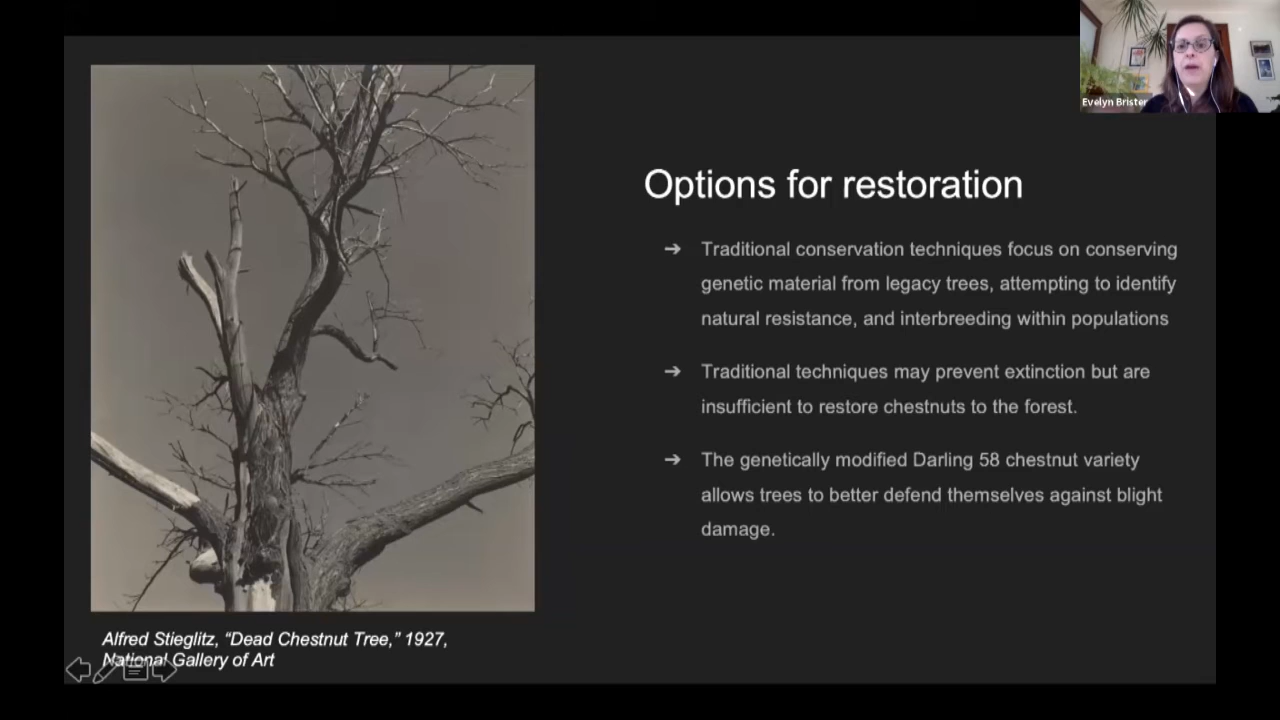 Evelyn Brister
Options for restoration
➔ Traditional conservation techniques focus on conserving
genetic material from legacy trees, attempting to identify
natural resistance, and interbreeding within populations
➔ Traditional techniques may prevent extinction but are
insufficient to restore chestnuts to the forest.
➔ The genetically modified Darling 58 chestnut variety
allows trees to better defend themselves against blight
damage.
Alfred Stieglitz, “Dead Chestnut Tree,” 1927,
National Gallery of Art